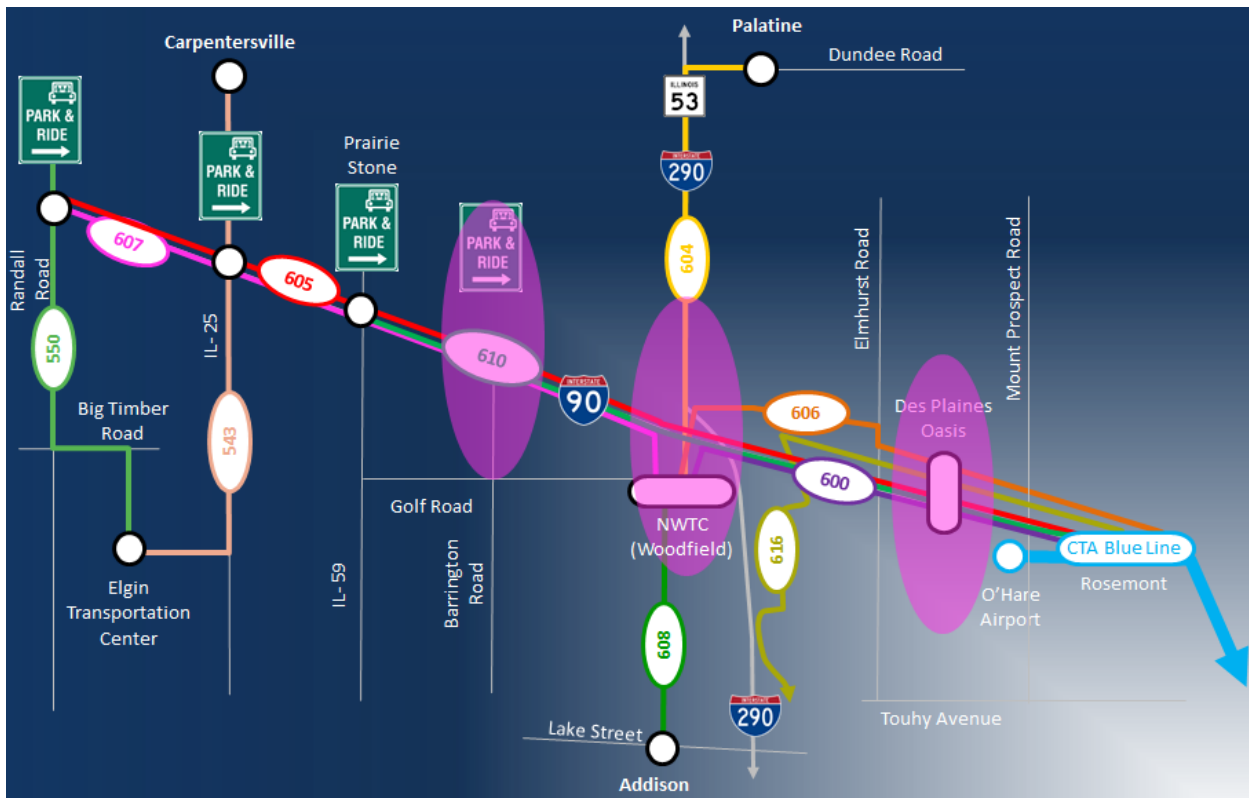 Palatine
Carpentersville
Dundee Road
PARK &
RIDE
ILLINOIS
53
PARK &
RIDE
Prairie
Stone
INTERSTATE
290
PARK &
RIDE
PARK &
RIDE
607
605
604
Randall
Road
550
IL- 25
610
INTERSTATE
90
Elmhurst Road
Mount Prospect Road
Big Timber
Road
543
606
Des Plaines
Oasis
600
Golf Road
NWTC
(Woodfield)
616
CTA Blue Line
Rosemont
O’Hare
Airport
Elgin
Transportation
Center
IL- 59
Barrington
Road
608
INTERSTATE
290
Touhy Avenue
Lake Street
Addison